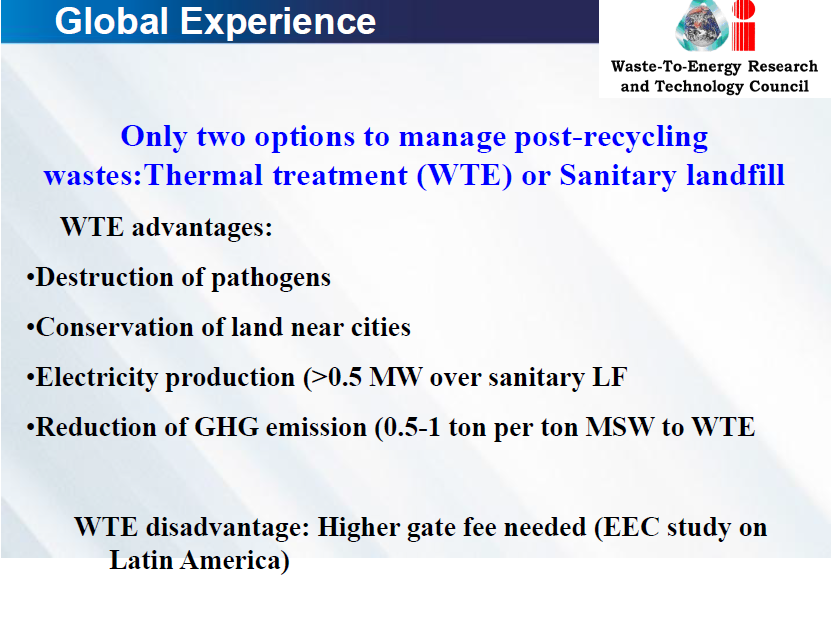 Global Experience
Waste-To-Energy Research
and Technology Council
Only two options to manage post-recycling
wastes:Thermal treatment (WTE) or Sanitary landfill
WTE advantages:
•Destruction of pathogens
•Conservation of land near cities
•Electricity production (>0.5 MW over sanitary LF
•Reduction of GHG emission (0.5-1 ton per ton MSW to WTE
WTE disadvantage: Higher gate fee needed (EEC study on
Latin America)